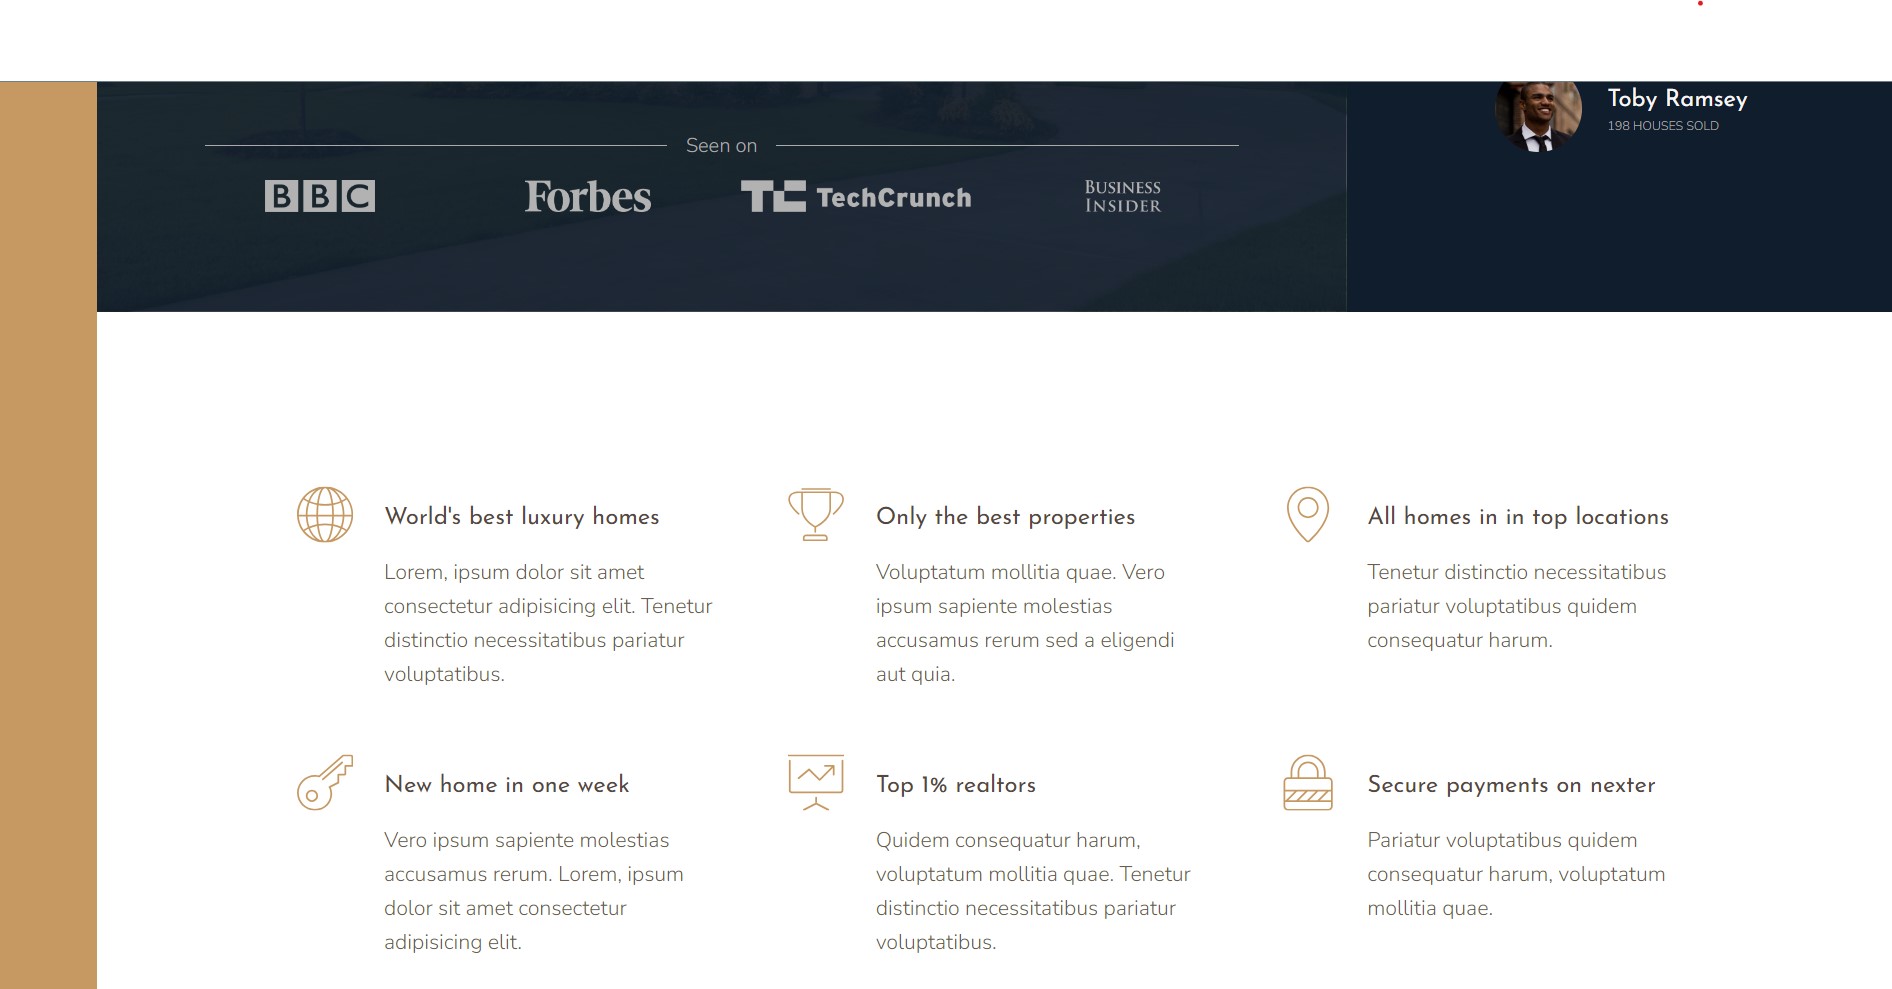 Toby Ramsey
198 HOUSES SOLD
Seen on
BBC
Forbes
TC TechCrunch
BUSINESS
INSIDER
World's best luxury homes
Lorem, ipsum dolor sit amet
consectetur adipisicing elit. Tenetur
distinctio necessitatibus pariatur
voluptatibus.
Only the best properties
Voluptatum mollitia quae. Vero
ipsum sapiente molestias
accusamus rerum sed a eligendi
aut quia.
All homes in in top locations
Tenetur distinctio necessitatibus
pariatur voluptatibus quidem
consequatur harum.
New home in one week
Vero ipsum sapiente molestias
accusamus rerum. Lorem, ipsum
dolor sit amet consectetur
adipisicing elit.
Top 1% realtors
Quidem consequatur harum,
voluptatum mollitia quae. Tenetur
distinctio necessitatibus pariatur
voluptatibus.
Secure payments on nexter
Pariatur voluptatibus quidem
consequatur harum, voluptatum
mollitia quae.